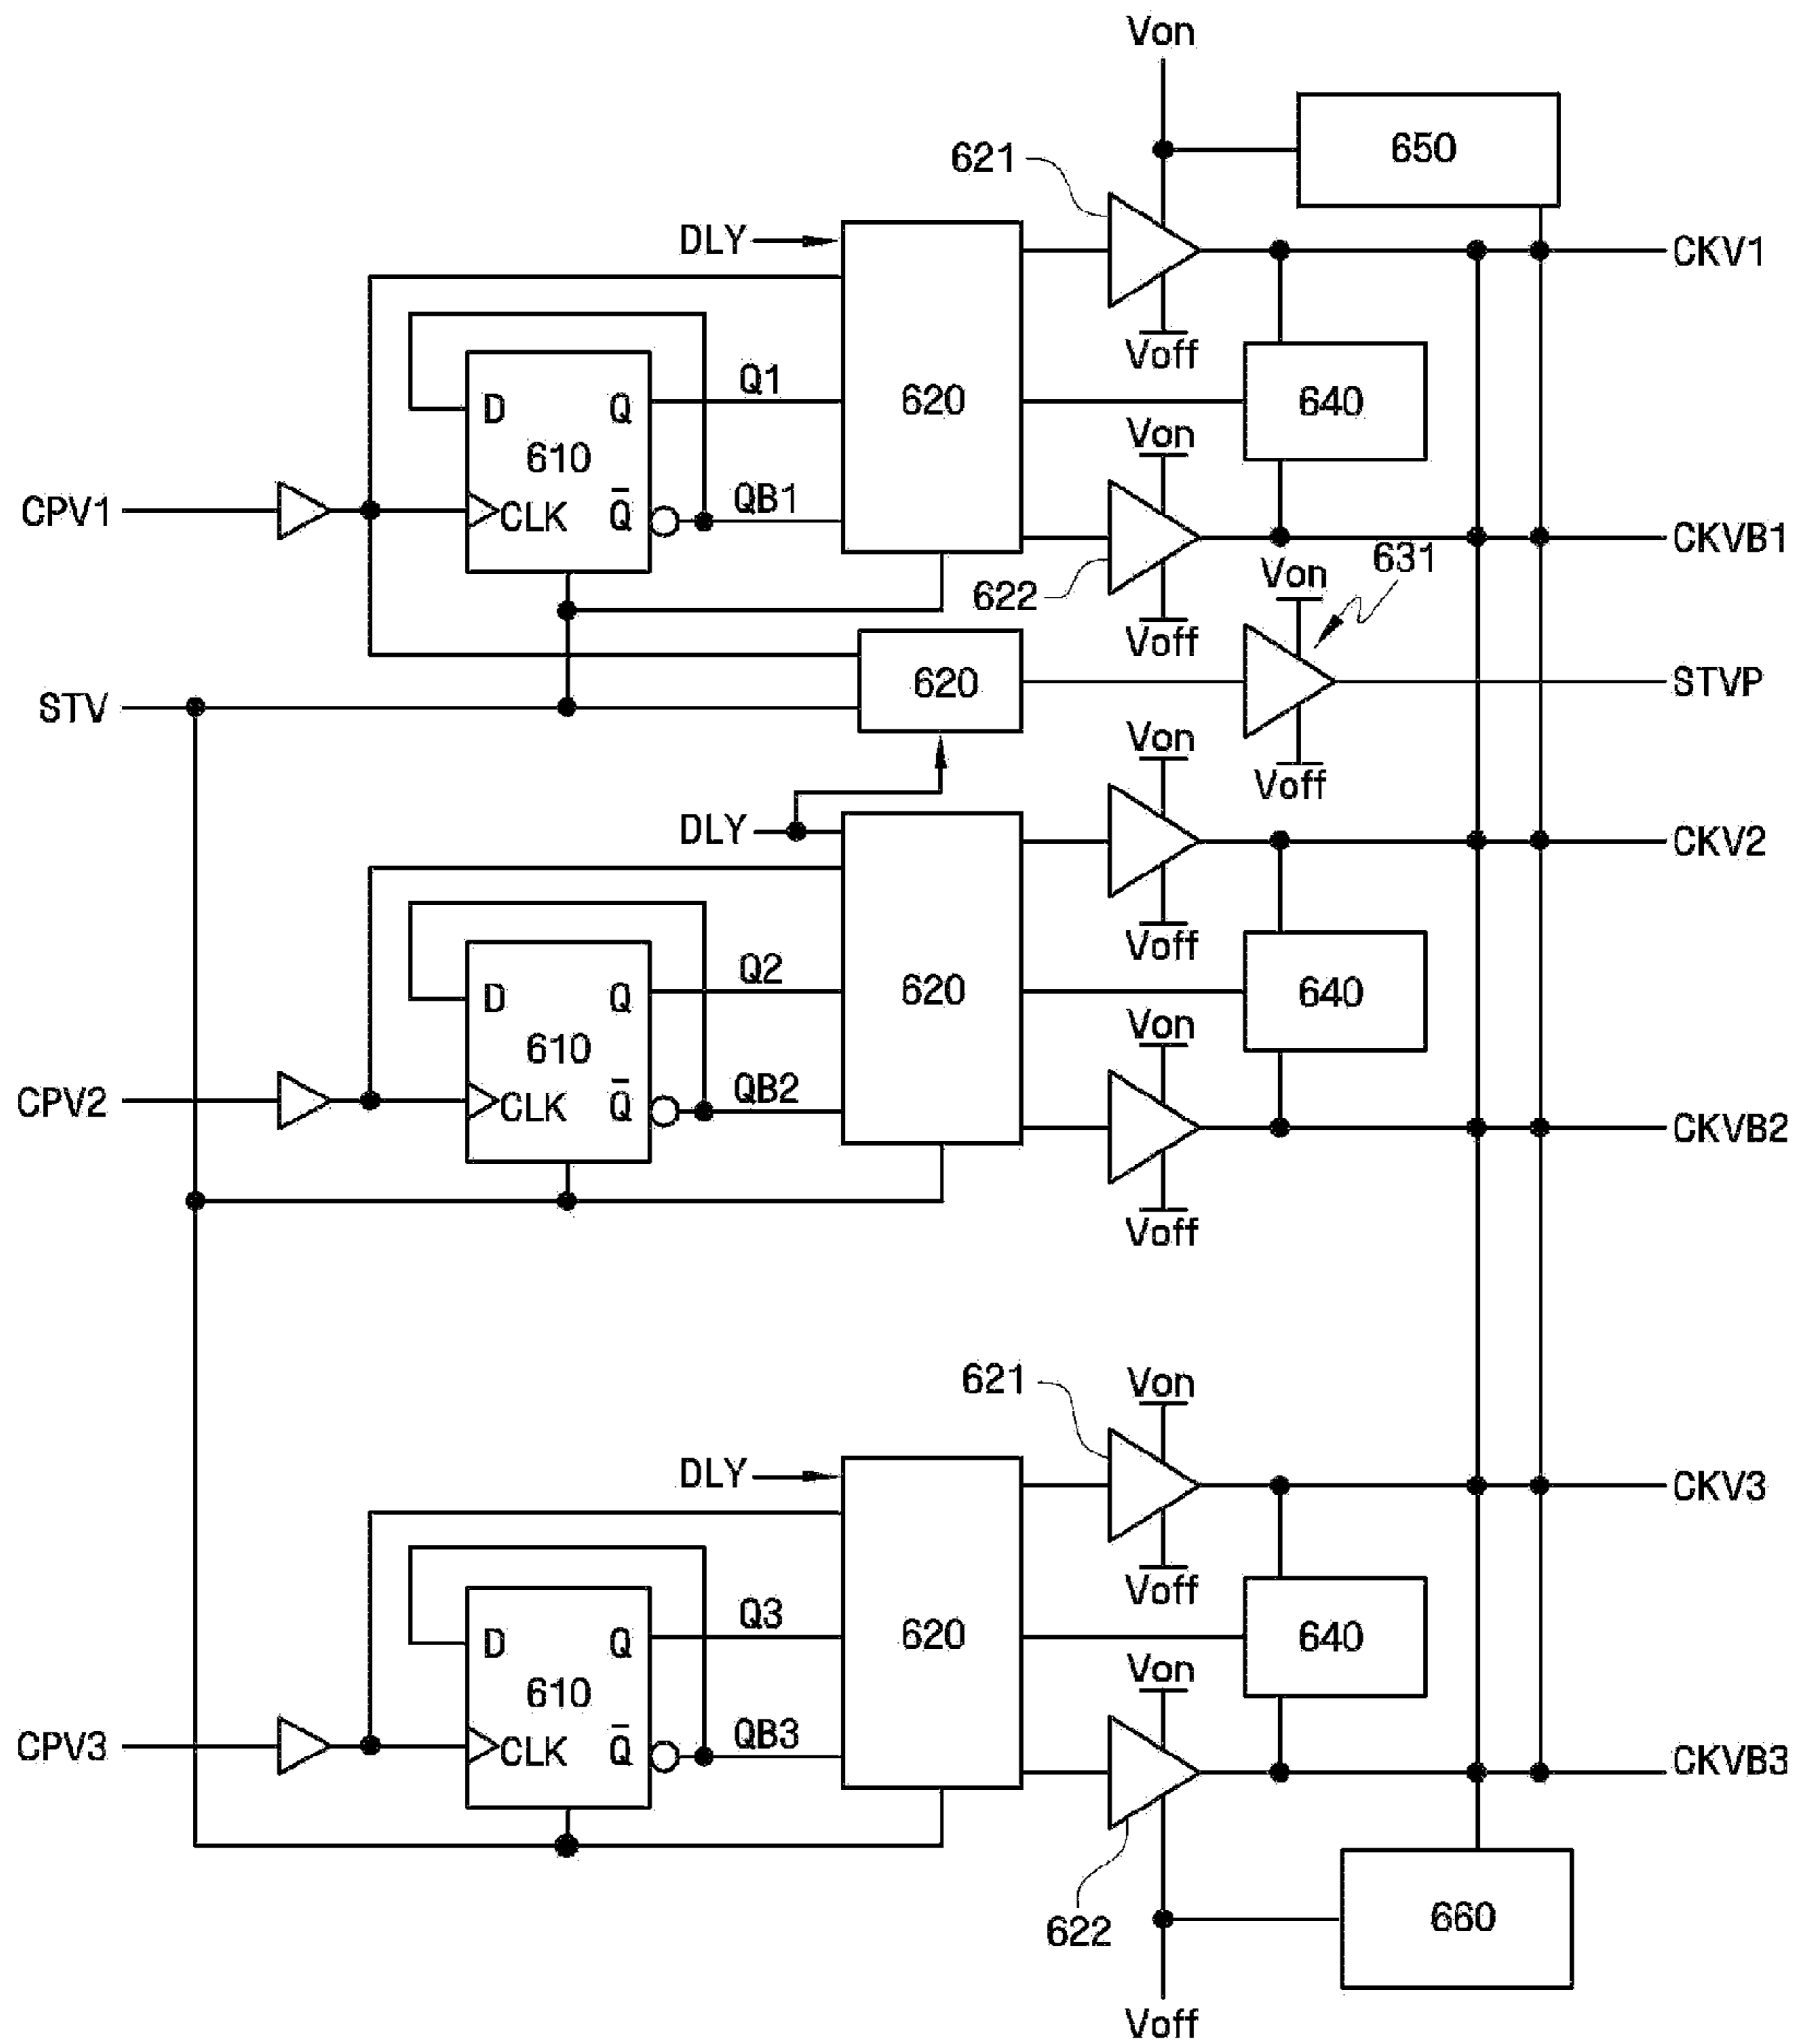 Von
650
621
DLY
CKV1
Voff
Q1
620
640
D Q
610
Von
CPV1
CLK Q̄
QB1
CKVB1
631
622
Von
Voff
STV
620
STVP
Von
Voff
DLY
CKV2
Voff
Q2
620
640
D Q
610
Von
CPV2
CLK Q̄
QB2
CKVB2
Voff
621
Von
DLY
CKV3
Voff
Q3
620
640
D Q
610
Von
CPV3
CLK Q̄
QB3
CKVB3
622
660
Voff